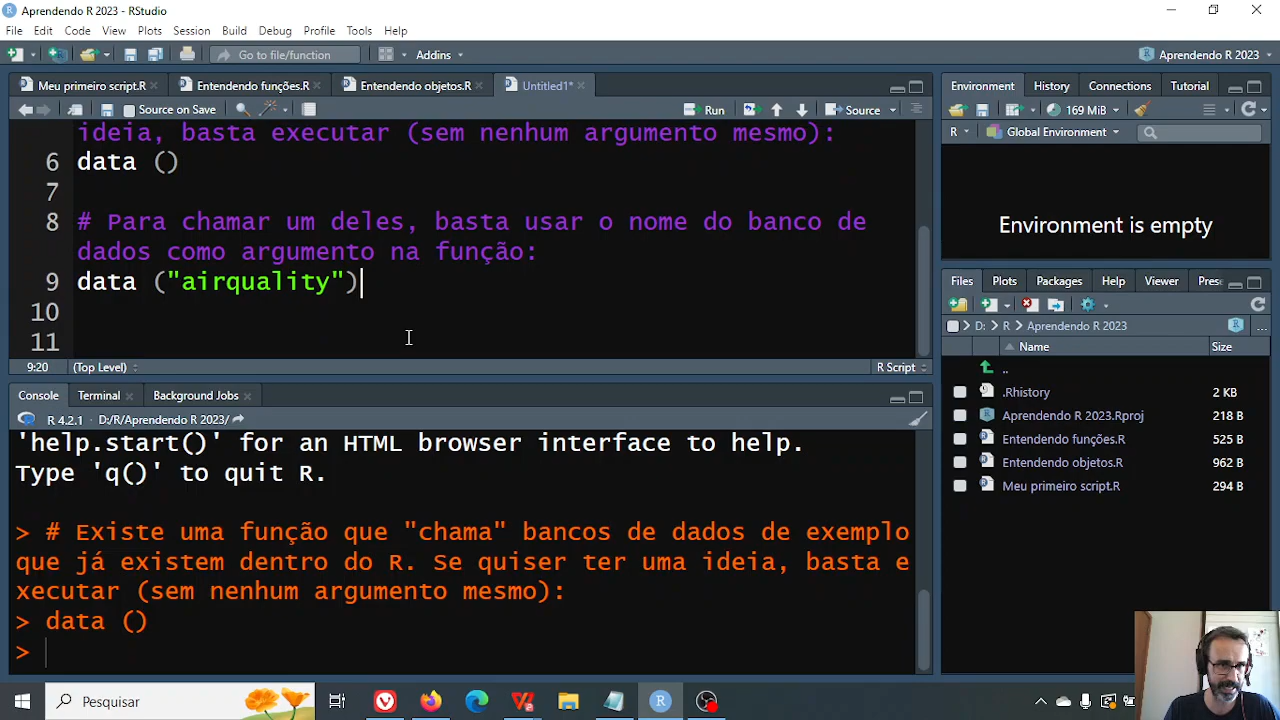 Aprendendo R 2023 - RStudio
File Edit Code View Plots Session Build Debug Profile Tools Help
Go to file/function Addins Aprendendo R 2023
Meu primeiro script.R Entendendo funções.R Entendendo objetos.R Untitled1*
Source on Save Run Source
ideia, basta executar (sem nenhum argumento mesmo):
6 data ()
7
8 # Para chamar um deles, basta usar o nome do banco de
dados como argumento na função:
9 data ("airquality")
10
11
9:20 (Top Level) R Script
Console Terminal Background Jobs
R 4.2.1 · D:/R/Aprendendo R 2023/
'help.start()' for an HTML browser interface to help.
Type 'q()' to quit R.
> # Existe uma função que "chama" bancos de dados de exemplo
que já existem dentro do R. Se quiser ter uma ideia, basta e
xecutar (sem nenhum argumento mesmo):
> data ()
>
Environment History Connections Tutorial
169 MiB
R Global Environment
Environment is empty
Files Plots Packages Help Viewer Pres
D: R Aprendendo R 2023 ...
Name Size
..
.Rhistory 2 KB
Aprendendo R 2023.Rproj 218 B
Entendendo funções.R 525 B
Entendendo objetos.R 962 B
Meu primeiro script.R 294 B
Pesquisar